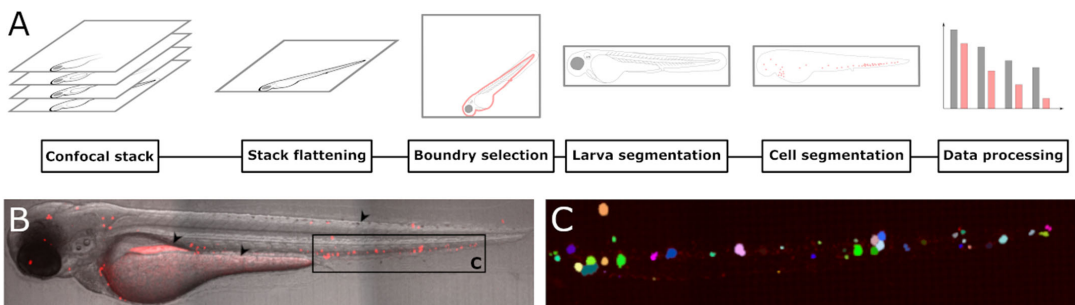 A
Confocal stack
Stack flattening
Boundry selection
Larva segmentation
Cell segmentation
Data processing
B
C
C